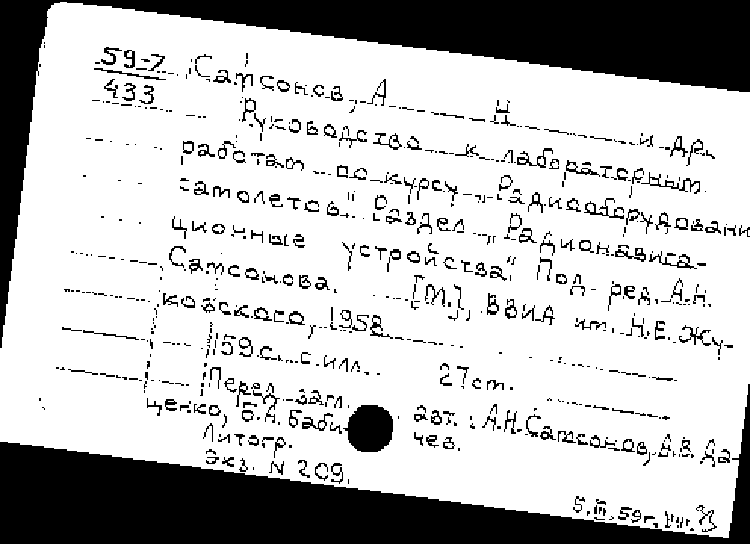 59-7 Самсонов, А Н и др.
433
Руководство к лабораторным
работам по курсу „Радиооборудовани
самолетов". Раздел „Радионавига-
ционные устройства". Под ред. А.Н.
Самсонова. [М.], ВВИА им. Н.Е. Жу-
ковского, 1958
159 с. с илл. 27 см.
Перед загл. авт.: А.Н. Самсонов, А.В. Да-
ценко, Б.А. Баби- чев.
Литогр.
Экз. N 209.
5.III.59г.